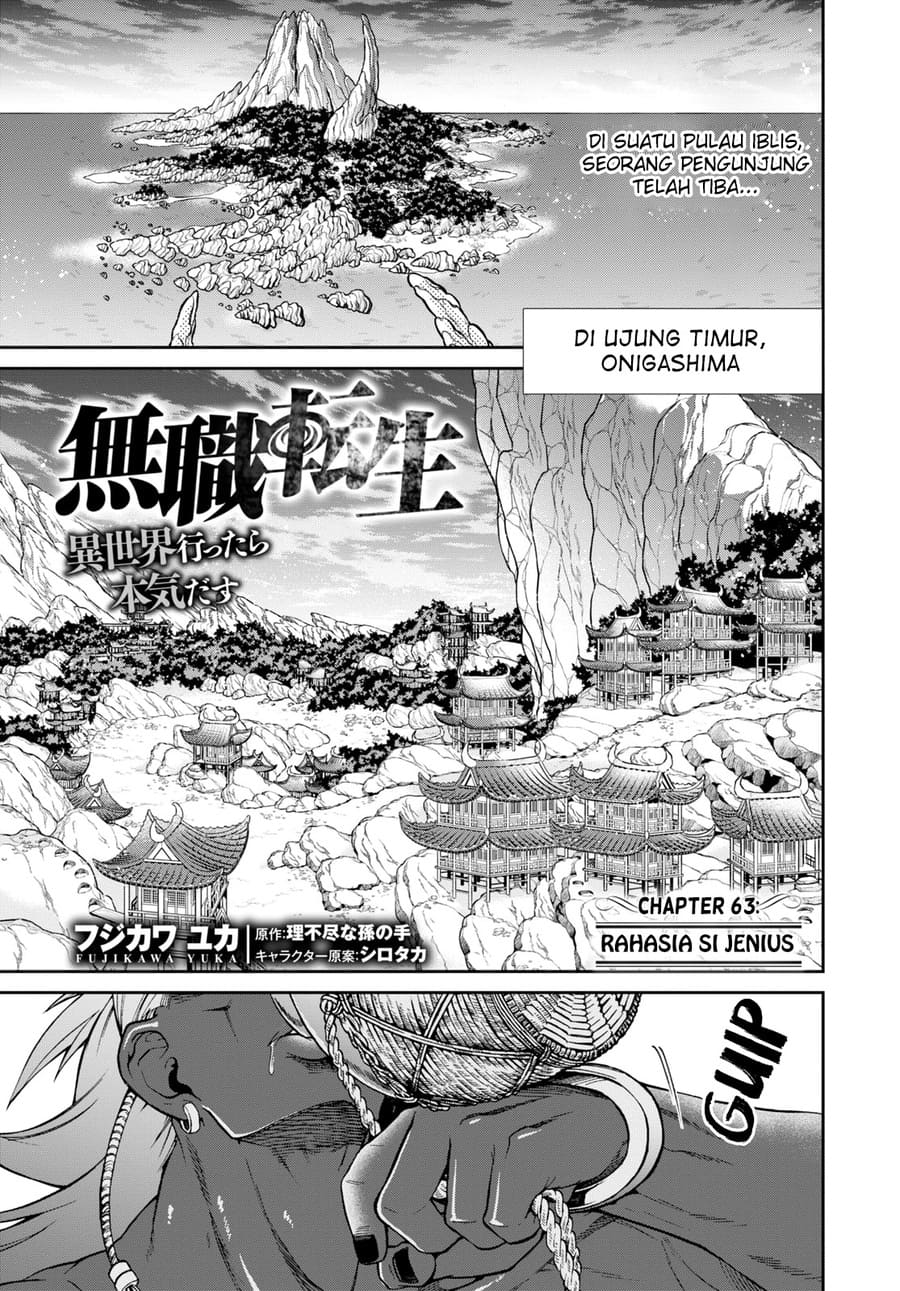 DI SUATU PULAU IBLIS,
SEORANG PENGUNJUNG
TELAH TIBA...
DI UJUNG TIMUR,
ONIGASHIMA
無職転生
異世界行ったら
本気だす
CHAPTER 63:
RAHASIA SI JENIUS
フジカワ ユカ
FUJIKAWA YUKA
原作:理不尽な孫の手
キャラクター原案:シロタカ
GULP